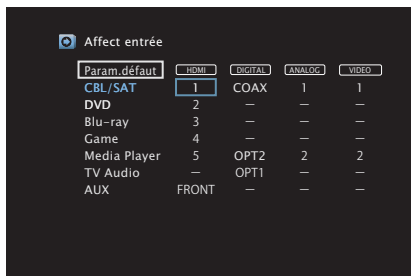 Affect entrée
Param.défaut HDMI DIGITAL ANALOG VIDEO
CBL/SAT 1 COAX 1 1
DVD 2 – – –
Blu-ray 3 – – –
Game 4 – – –
Media Player 5 OPT2 2 2
TV Audio – OPT1 – –
AUX FRONT – – –